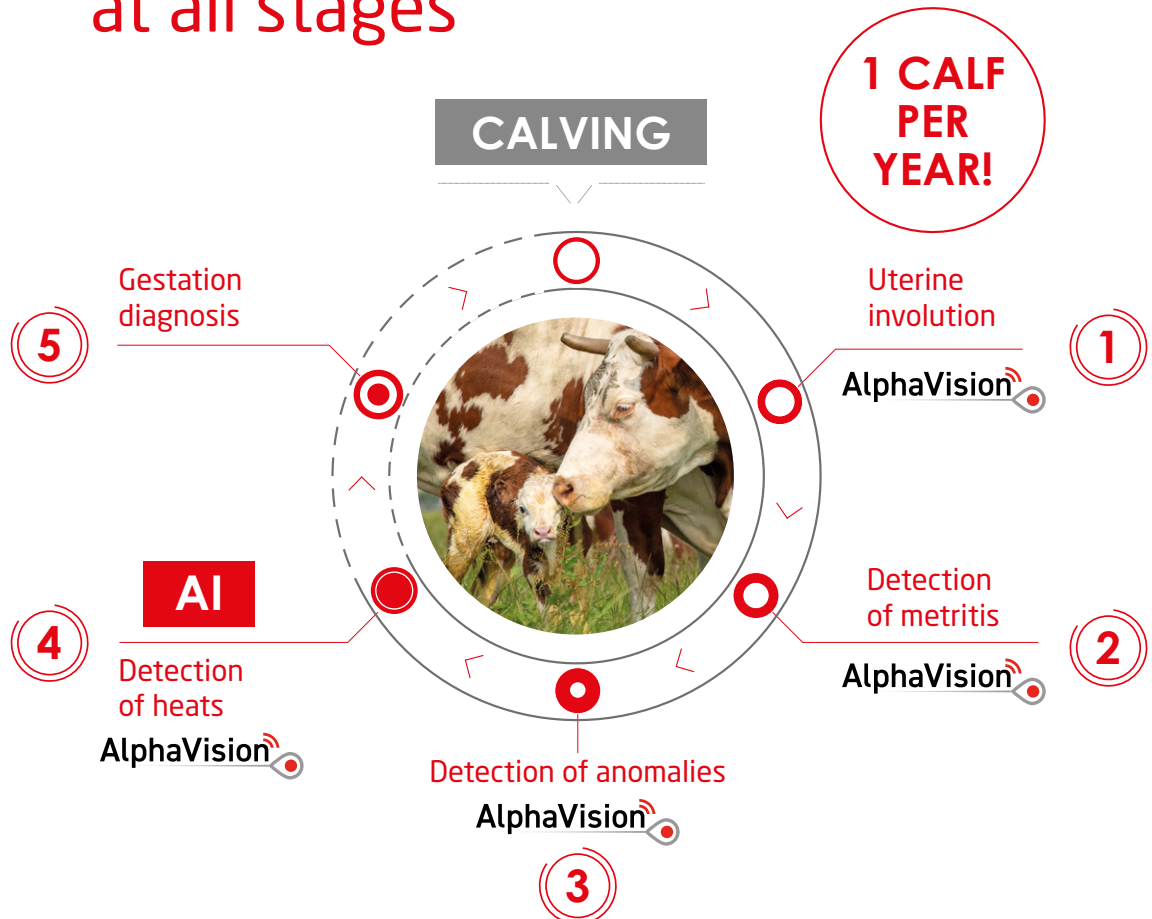 at all stages
1 CALF
PER
YEAR!
CALVING
Gestation
diagnosis
5
Uterine
involution
1
AlphaVision
AI
4
Detection
of heats
AlphaVision
Detection
of metritis
2
AlphaVision
Detection of anomalies
AlphaVision
3